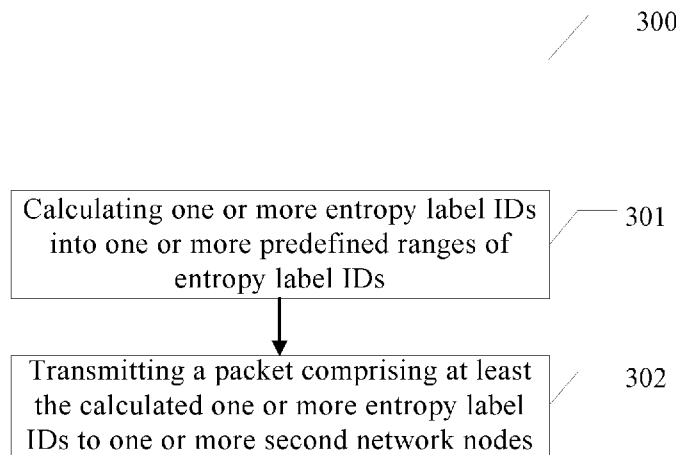 300
Calculating one or more entropy label IDs
into one or more predefined ranges of
entropy label IDs
301
Transmitting a packet comprising at least
the calculated one or more entropy label
IDs to one or more second network nodes
302